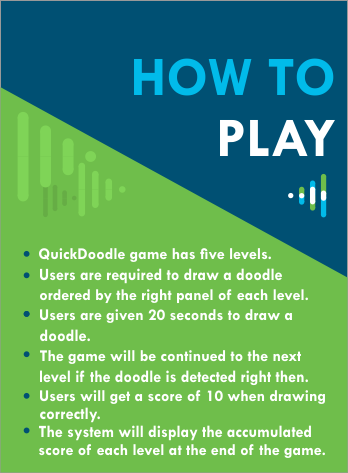 HOW TO
PLAY
• QuickDoodle game has five levels.
• Users are required to draw a doodle
ordered by the right panel of each level.
• Users are given 20 seconds to draw a
doodle.
• The game will be continued to the next
level if the doodle is detected right then.
• Users will get a score of 10 when drawing
correctly.
• The system will display the accumulated
score of each level at the end of the game.